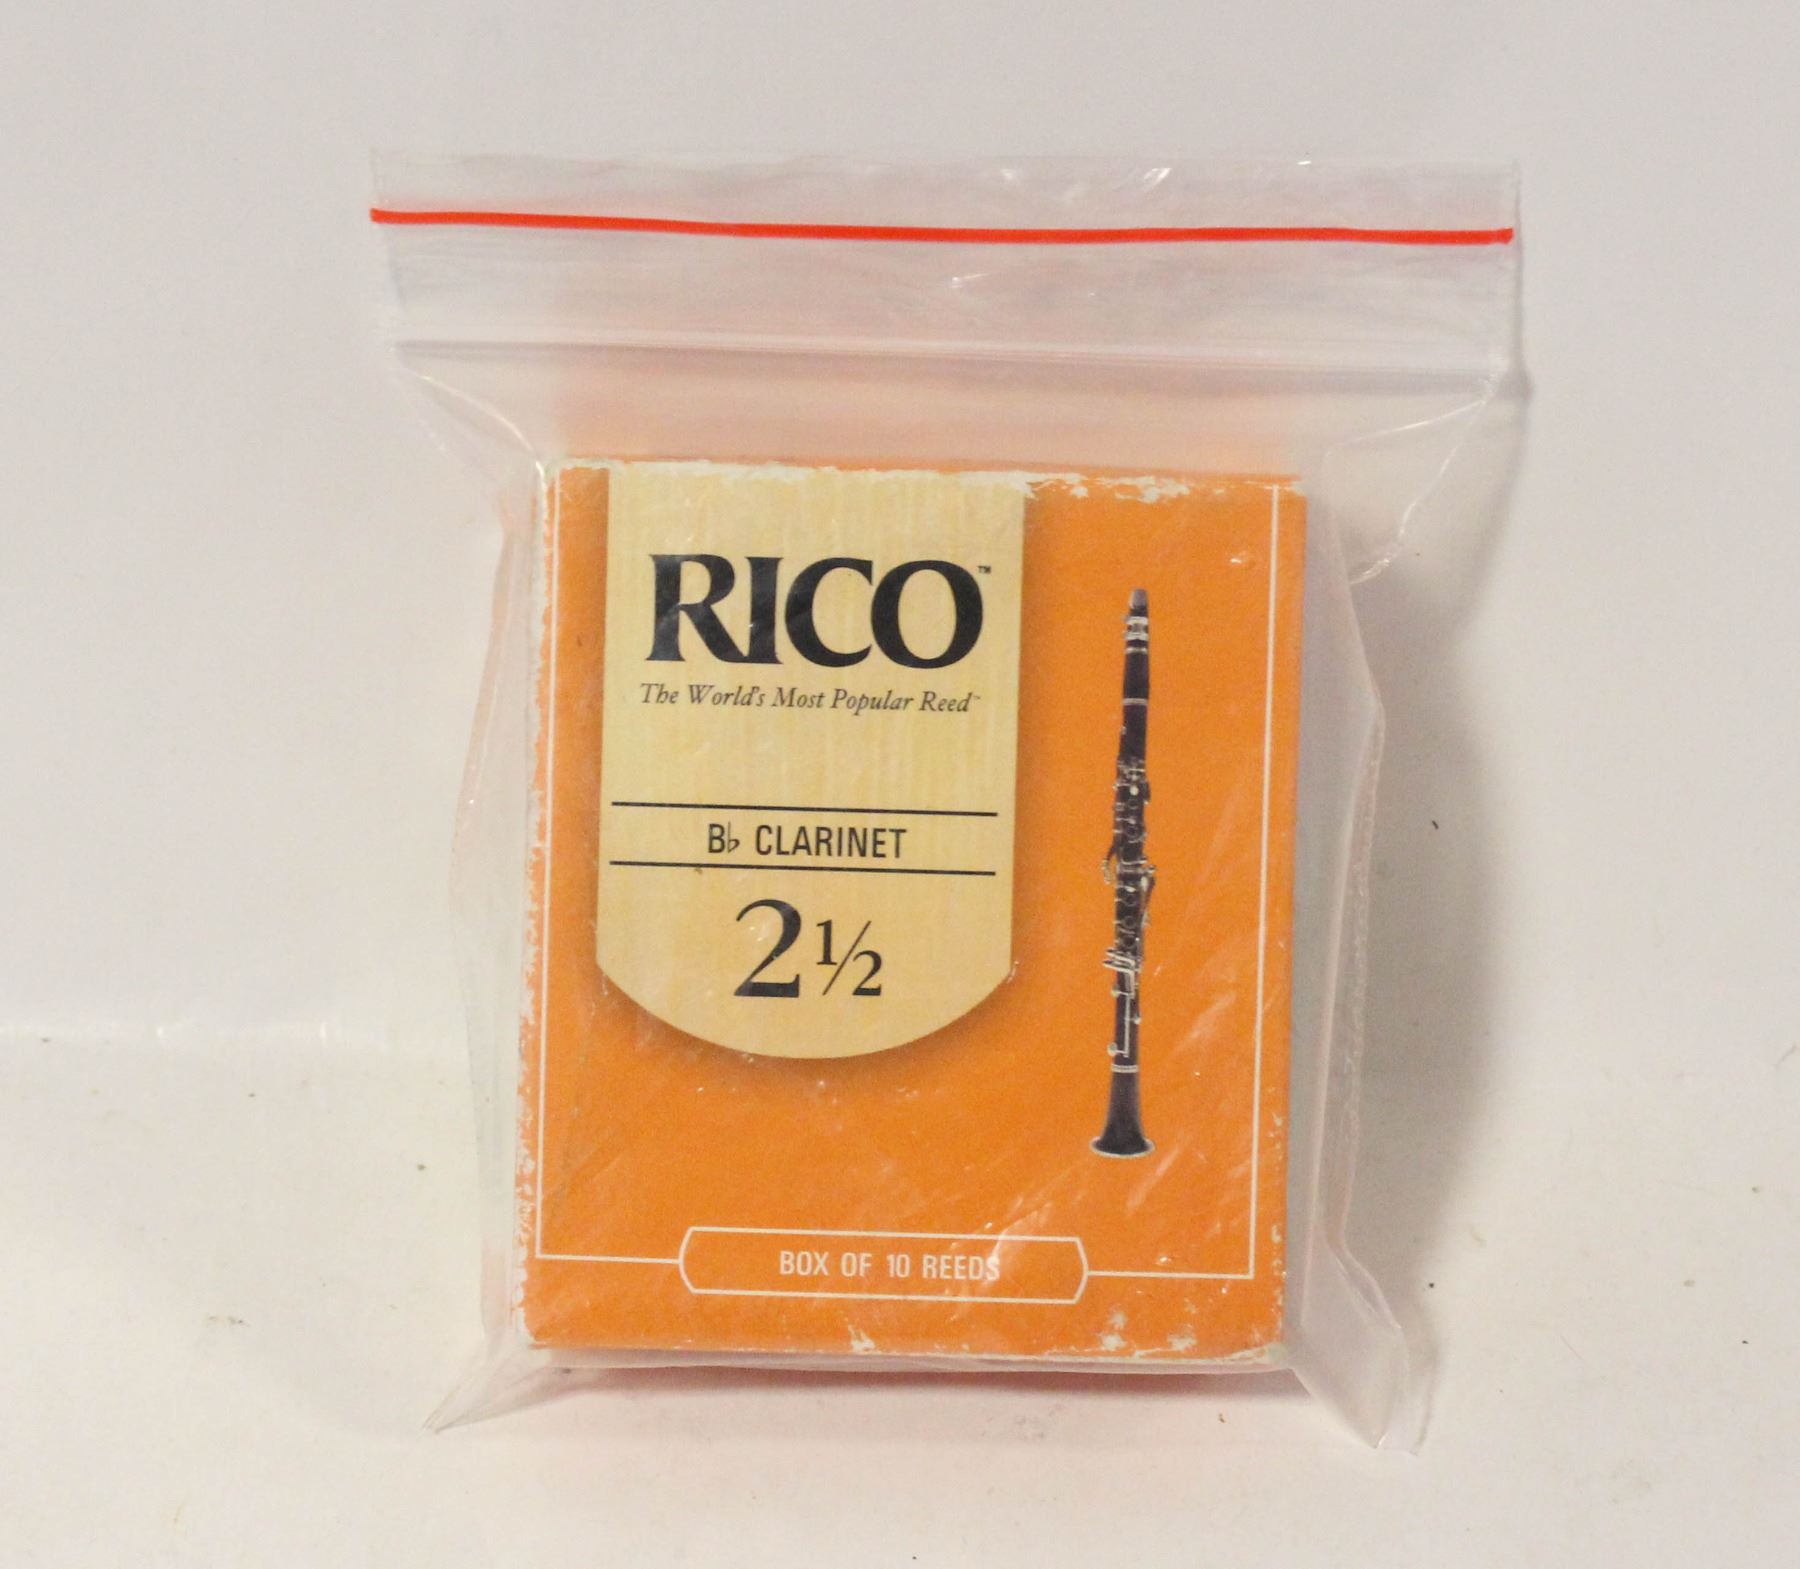 RICO™
The World's Most Popular Reed™
B♭ CLARINET
2½
BOX OF 10 REEDS